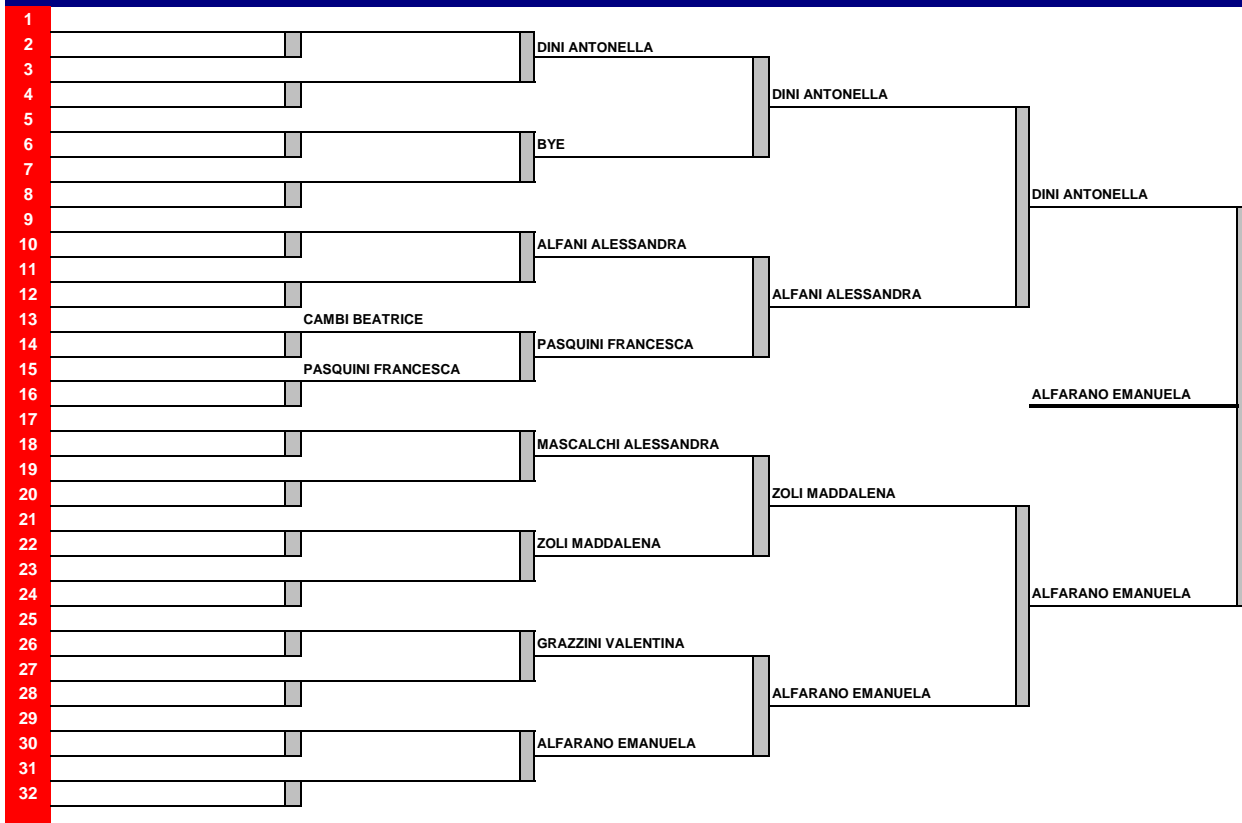 1
2
DINI ANTONELLA
3
4
DINI ANTONELLA
5
6
BYE
7
8
DINI ANTONELLA
9
10
ALFANI ALESSANDRA
11
12
ALFANI ALESSANDRA
13
CAMBI BEATRICE
14
PASQUINI FRANCESCA
15
PASQUINI FRANCESCA
16
ALFARANO EMANUELA
17
18
MASCALCHI ALESSANDRA
19
20
ZOLI MADDALENA
21
22
ZOLI MADDALENA
23
24
ALFARANO EMANUELA
25
26
GRAZZINI VALENTINA
27
28
ALFARANO EMANUELA
29
30
ALFARANO EMANUELA
31
32